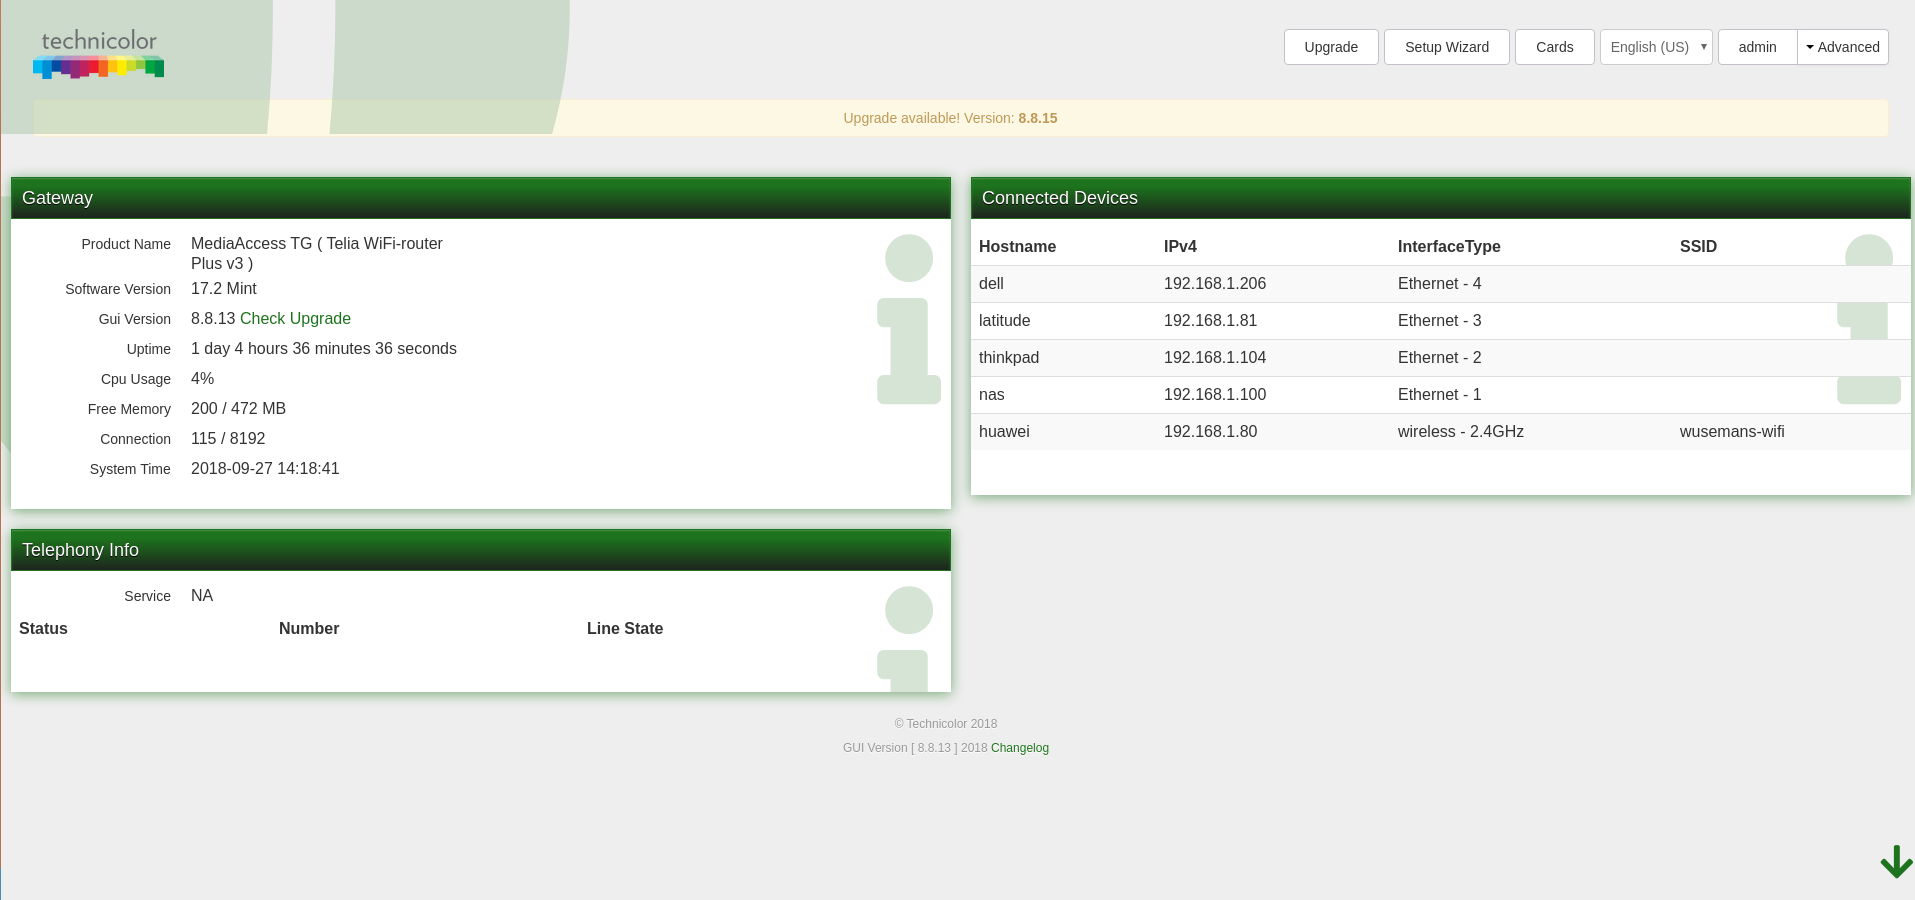 technicolor
Upgrade
Setup Wizard
Cards
English (US)
admin
Advanced
Upgrade available! Version: 8.8.15
Gateway
Product Name MediaAccess TG ( Telia WiFi-router
Plus v3 )
Software Version 17.2 Mint
Gui Version 8.8.13 Check Upgrade
Uptime 1 day 4 hours 36 minutes 36 seconds
Cpu Usage 4%
Free Memory 200 / 472 MB
Connection 115 / 8192
System Time 2018-09-27 14:18:41
Connected Devices
Hostname IPv4 InterfaceType SSID
dell 192.168.1.206 Ethernet - 4
latitude 192.168.1.81 Ethernet - 3
thinkpad 192.168.1.104 Ethernet - 2
nas 192.168.1.100 Ethernet - 1
huawei 192.168.1.80 wireless - 2.4GHz wusemans-wifi
Telephony Info
Service NA
Status Number Line State
© Technicolor 2018
GUI Version [ 8.8.13 ] 2018 Changelog